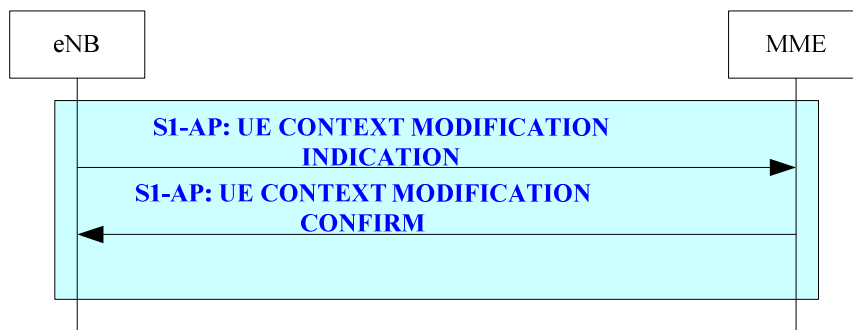 eNB
MME
S1-AP: UE CONTEXT MODIFICATION
INDICATION
S1-AP: UE CONTEXT MODIFICATION
CONFIRM